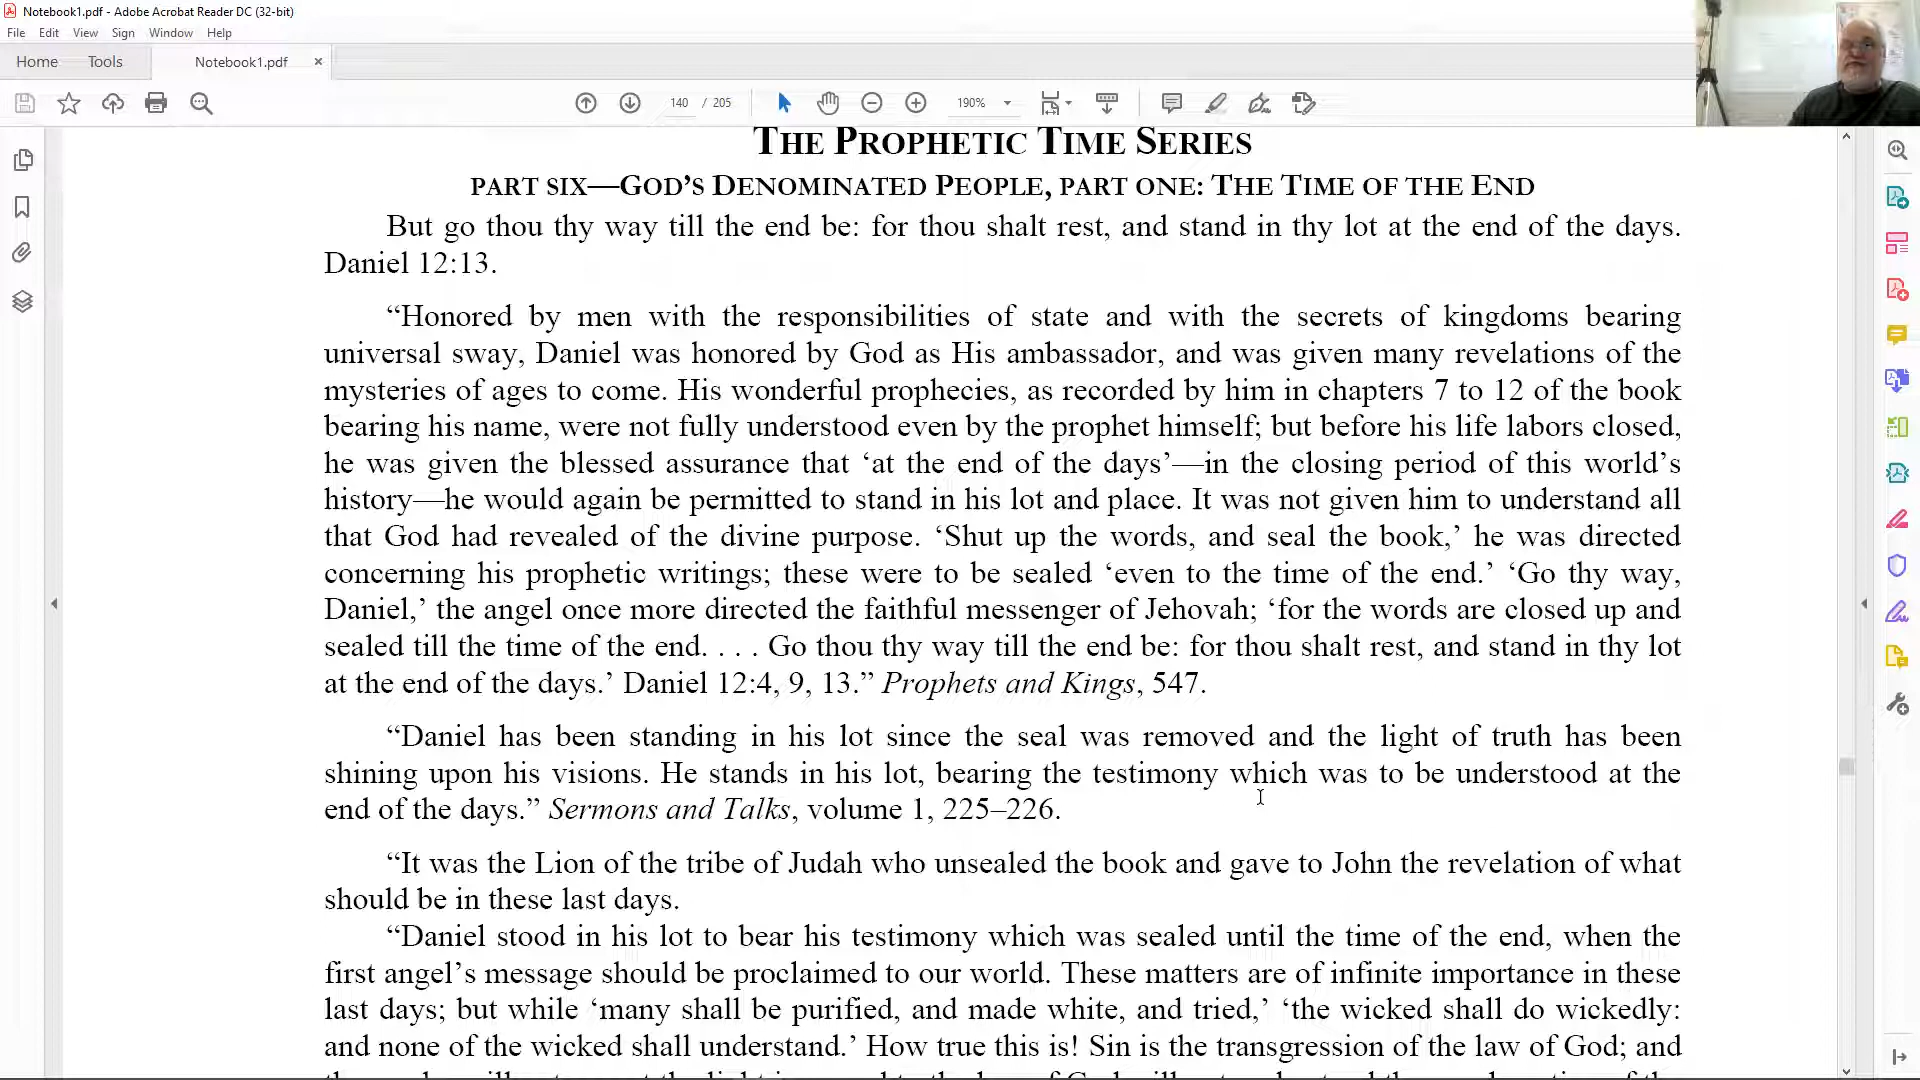 Notebook1.pdf - Adobe Acrobat Reader DC (32-bit)
File Edit View Sign Window Help
Home Tools Notebook1.pdf ×
140 / 205 190%
THE PROPHETIC TIME SERIES
PART SIX—GOD’S DENOMINATED PEOPLE, PART ONE: THE TIME OF THE END
But go thou thy way till the end be: for thou shalt rest, and stand in thy lot at the end of the days.
Daniel 12:13.
“Honored by men with the responsibilities of state and with the secrets of kingdoms bearing
universal sway, Daniel was honored by God as His ambassador, and was given many revelations of the
mysteries of ages to come. His wonderful prophecies, as recorded by him in chapters 7 to 12 of the book
bearing his name, were not fully understood even by the prophet himself; but before his life labors closed,
he was given the blessed assurance that ‘at the end of the days’—in the closing period of this world’s
history—he would again be permitted to stand in his lot and place. It was not given him to understand all
that God had revealed of the divine purpose. ‘Shut up the words, and seal the book,’ he was directed
concerning his prophetic writings; these were to be sealed ‘even to the time of the end.’ ‘Go thy way,
Daniel,’ the angel once more directed the faithful messenger of Jehovah; ‘for the words are closed up and
sealed till the time of the end. . . . Go thou thy way till the end be: for thou shalt rest, and stand in thy lot
at the end of the days.’ Daniel 12:4, 9, 13.” Prophets and Kings, 547.
“Daniel has been standing in his lot since the seal was removed and the light of truth has been
shining upon his visions. He stands in his lot, bearing the testimony which was to be understood at the
end of the days.” Sermons and Talks, volume 1, 225–226.
“It was the Lion of the tribe of Judah who unsealed the book and gave to John the revelation of what
should be in these last days.
“Daniel stood in his lot to bear his testimony which was sealed until the time of the end, when the
first angel’s message should be proclaimed to our world. These matters are of infinite importance in these
last days; but while ‘many shall be purified, and made white, and tried,’ ‘the wicked shall do wickedly:
and none of the wicked shall understand.’ How true this is! Sin is the transgression of the law of God; and